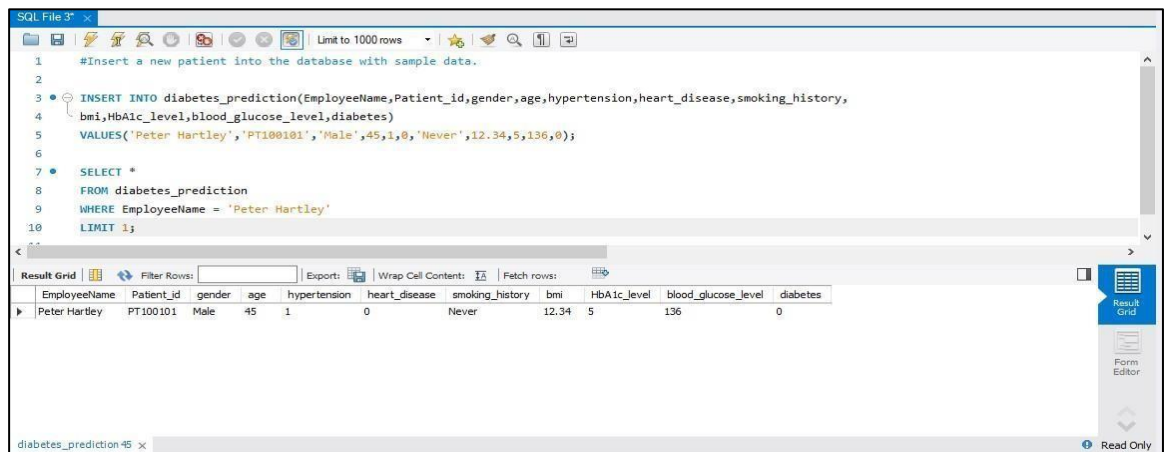 SQL File 3*
Limit to 1000 rows
1 #Insert a new patient into the database with sample data.
2
3 INSERT INTO diabetes_prediction(EmployeeName,Patient_id,gender,age,hypertension,heart_disease,smoking_history,
4 bmi,HbA1c_level,blood_glucose_level,diabetes)
5 VALUES('Peter Hartley','PT100101','Male',45,1,0,'Never',12.34,5,136,0);
6
7 SELECT *
8 FROM diabetes_prediction
9 WHERE EmployeeName = 'Peter Hartley'
10 LIMIT 1;
Result Grid Filter Rows: Export: Wrap Cell Content: Fetch rows:
EmployeeName Patient_id gender age hypertension heart_disease smoking_history bmi HbA1c_level blood_glucose_level diabetes
Peter Hartley PT100101 Male 45 1 0 Never 12.34 5 136 0
Result
Grid
Form
Editor
diabetes_prediction 45
Read Only